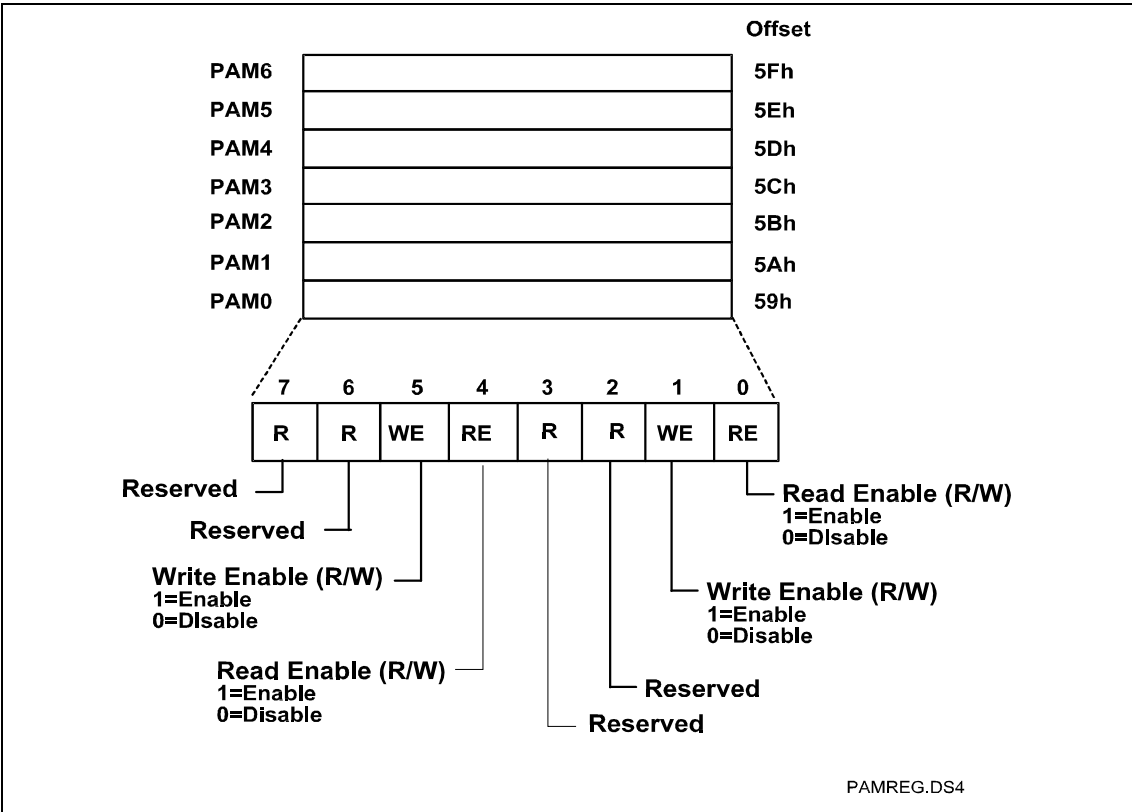 Offset
PAM6 5Fh
PAM5 5Eh
PAM4 5Dh
PAM3 5Ch
PAM2 5Bh
PAM1 5Ah
PAM0 59h
7 6 5 4 3 2 1 0
R R WE RE R R WE RE
Reserved
Reserved
Write Enable (R/W)
1=Enable
0=DIsable
Read Enable (R/W)
1=Enable
0=Disable
Reserved
Reserved
Write Enable (R/W)
1=Enable
0=Disable
Read Enable (R/W)
1=Enable
0=DIsable
PAMREG.DS4